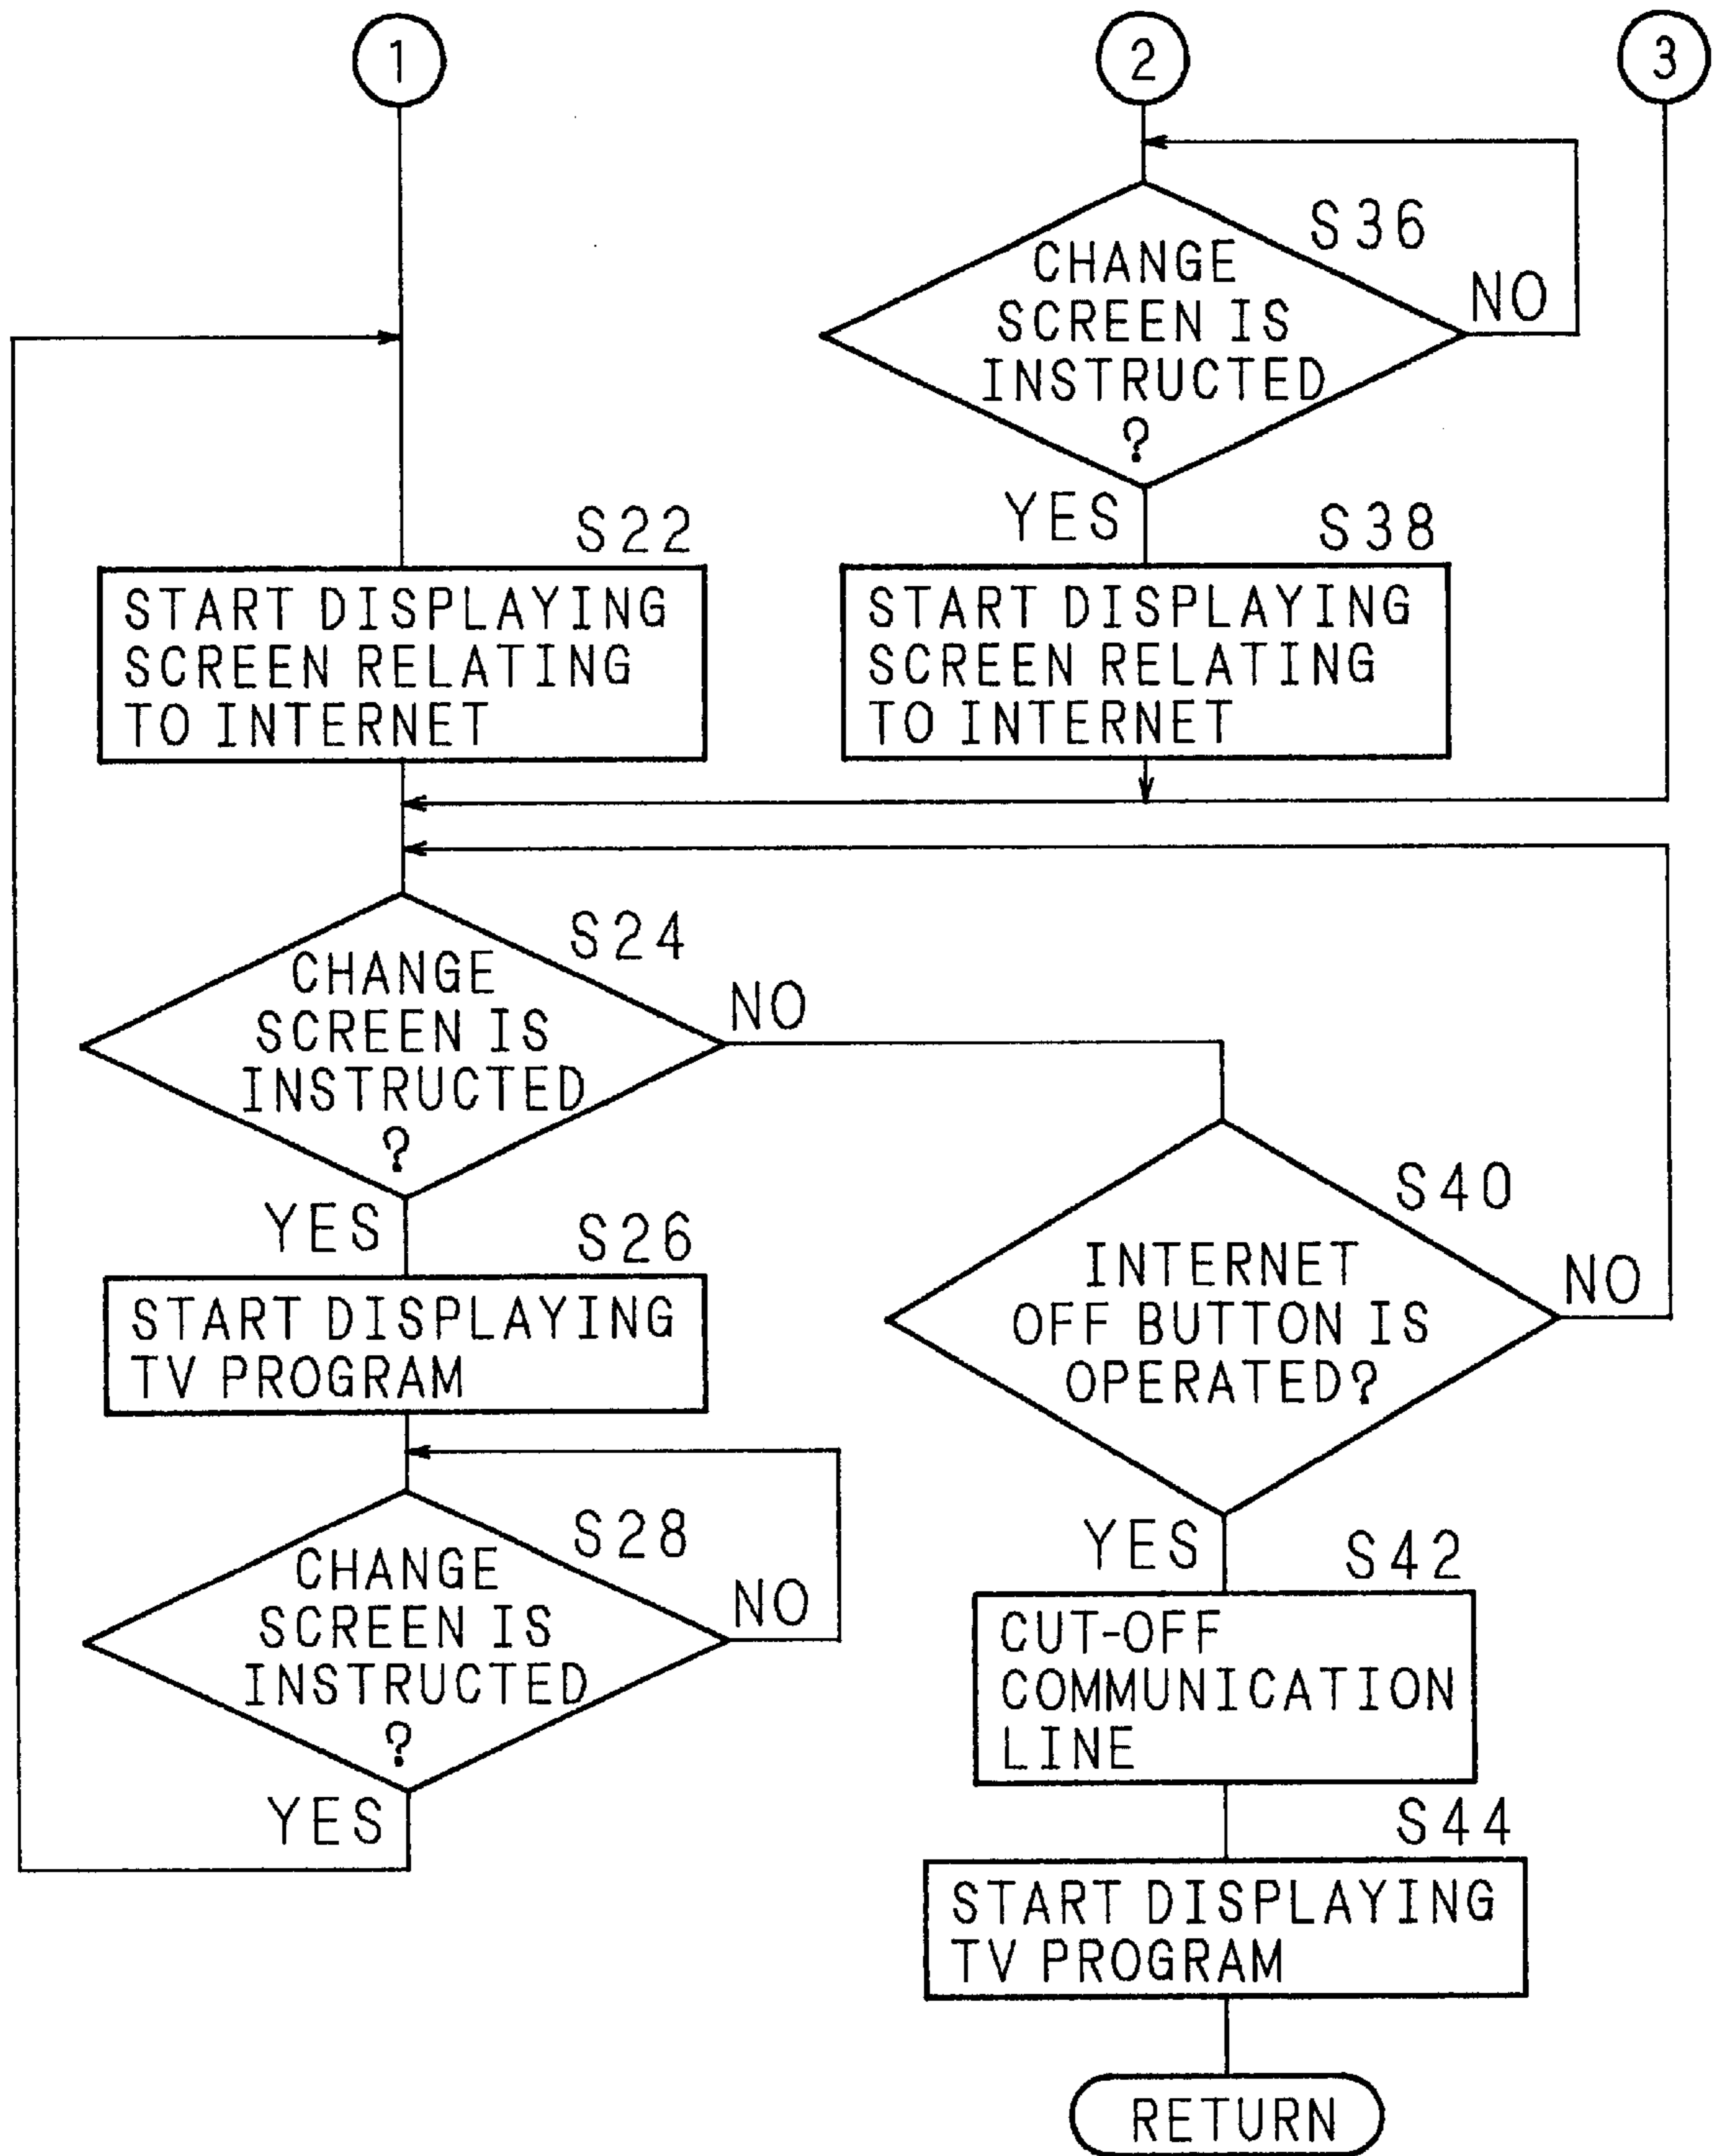 1
2
3
S36
CHANGE
SCREEN IS
INSTRUCTED
?
NO
YES
S22
START DISPLAYING
SCREEN RELATING
TO INTERNET
S38
START DISPLAYING
SCREEN RELATING
TO INTERNET
S24
CHANGE
SCREEN IS
INSTRUCTED
?
NO
YES
S26
START DISPLAYING
TV PROGRAM
S28
CHANGE
SCREEN IS
INSTRUCTED
?
NO
YES
S40
INTERNET
OFF BUTTON IS
OPERATED?
NO
YES
S42
CUT-OFF
COMMUNICATION
LINE
S44
START DISPLAYING
TV PROGRAM
RETURN